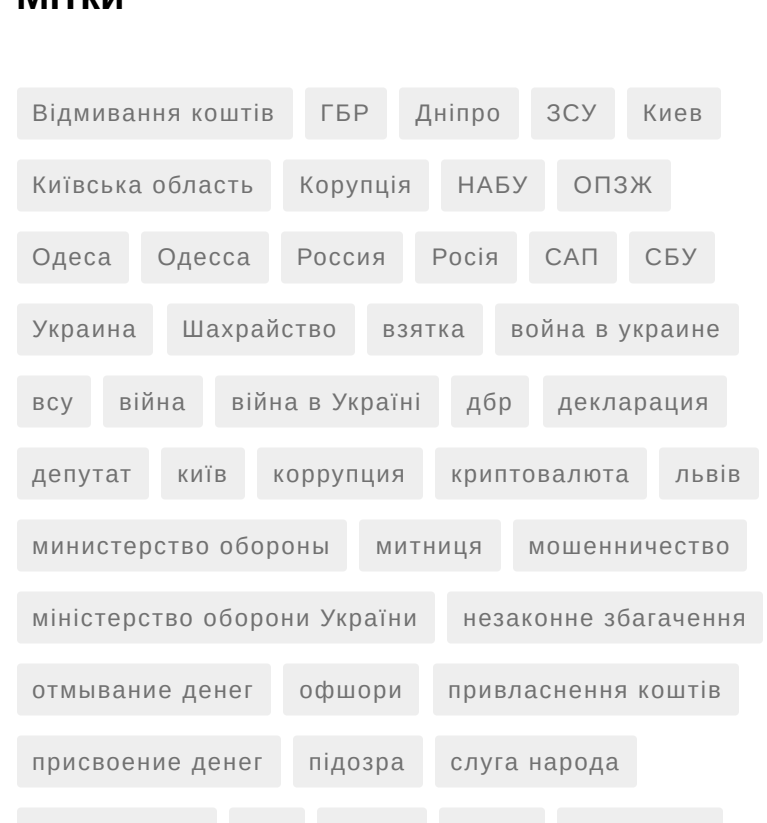 Мітки
Відмивання коштів ГБР Дніпро ЗСУ Киев
Київська область Корупція НАБУ ОПЗЖ
Одеса Одесса Россия Росія САП СБУ
Украина Шахрайство взятка война в украине
всу війна війна в Україні дбр декларация
депутат київ коррупция криптовалюта львів
министерство обороны митниця мошенничество
міністерство оборони України незаконне збагачення
отмывание денег офшори привласнення коштів
присвоение денег підозра слуга народа